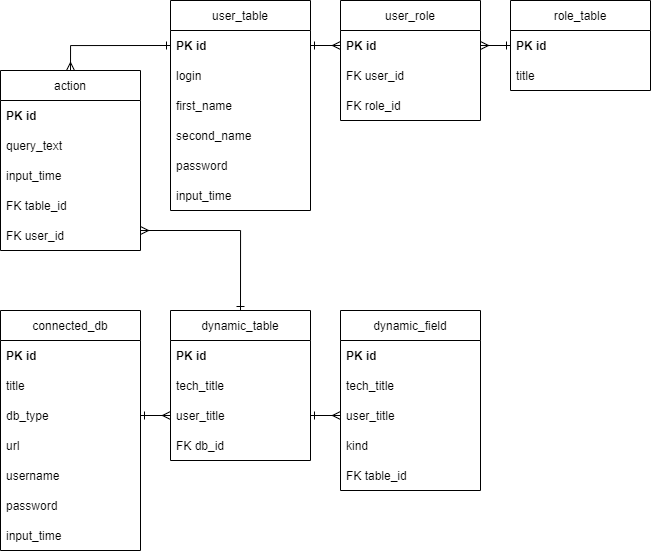 user_table
PK id
login
first_name
second_name
password
input_time
user_role
PK id
FK user_id
FK role_id
role_table
PK id
title
action
PK id
query_text
input_time
FK table_id
FK user_id
connected_db
PK id
title
db_type
url
username
password
input_time
dynamic_table
PK id
tech_title
user_title
FK db_id
dynamic_field
PK id
tech_title
user_title
kind
FK table_id